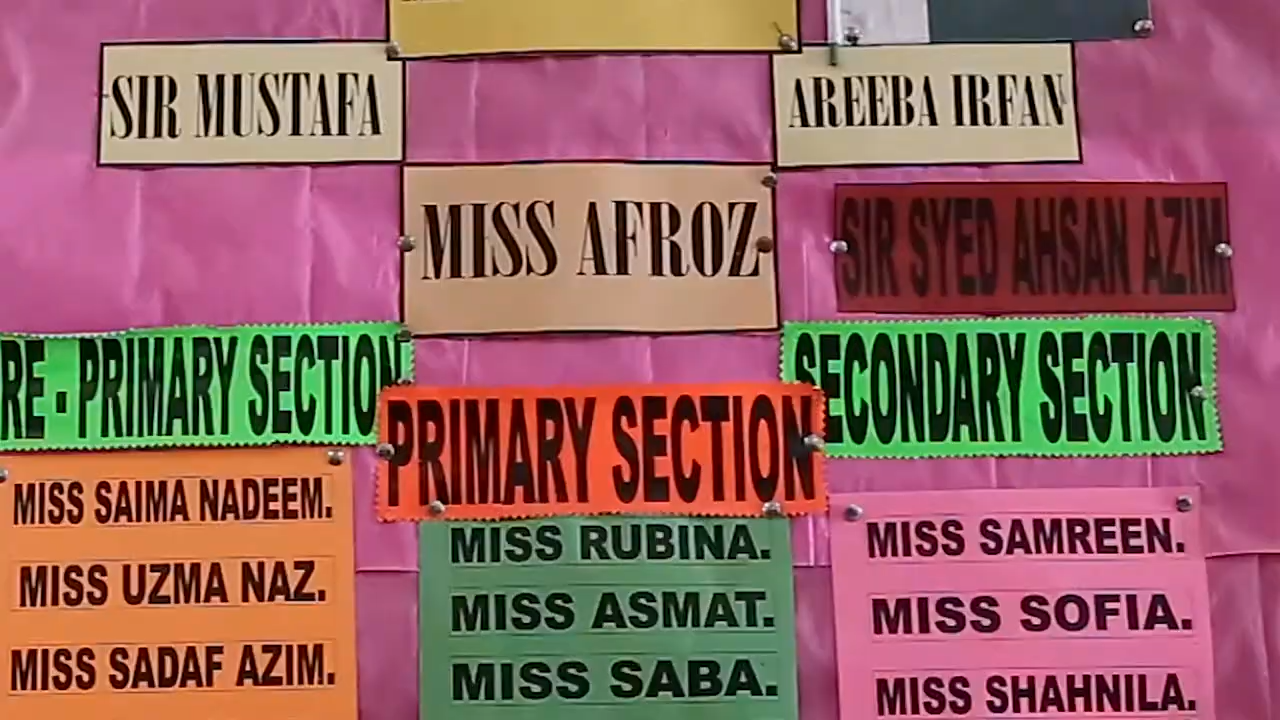 SIR MUSTAFA
AREEBA IRFAN
MISS AFROZ
SIR SYED AHSAN AZIM
RE - PRIMARY SECTION
PRIMARY SECTION
SECONDARY SECTION
MISS SAIMA NADEEM.
MISS UZMA NAZ.
MISS SADAF AZIM.
MISS RUBINA.
MISS ASMAT.
MISS SABA.
MISS SAMREEN.
MISS SOFIA.
MISS SHAHNILA.